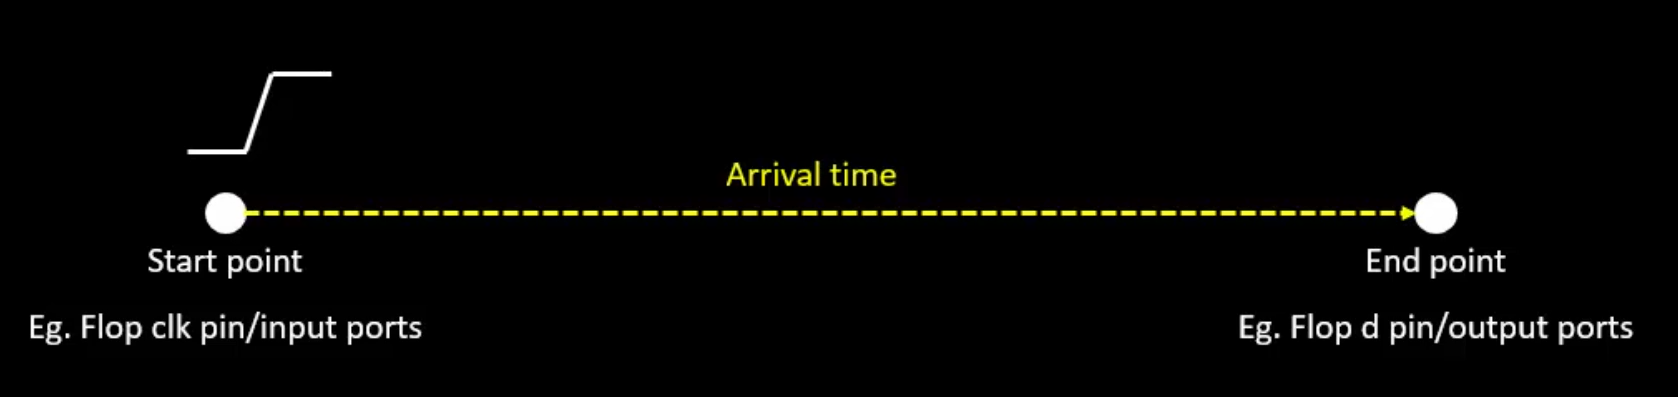 Arrival time
Start point
End point
Eg. Flop clk pin/input ports
Eg. Flop d pin/output ports